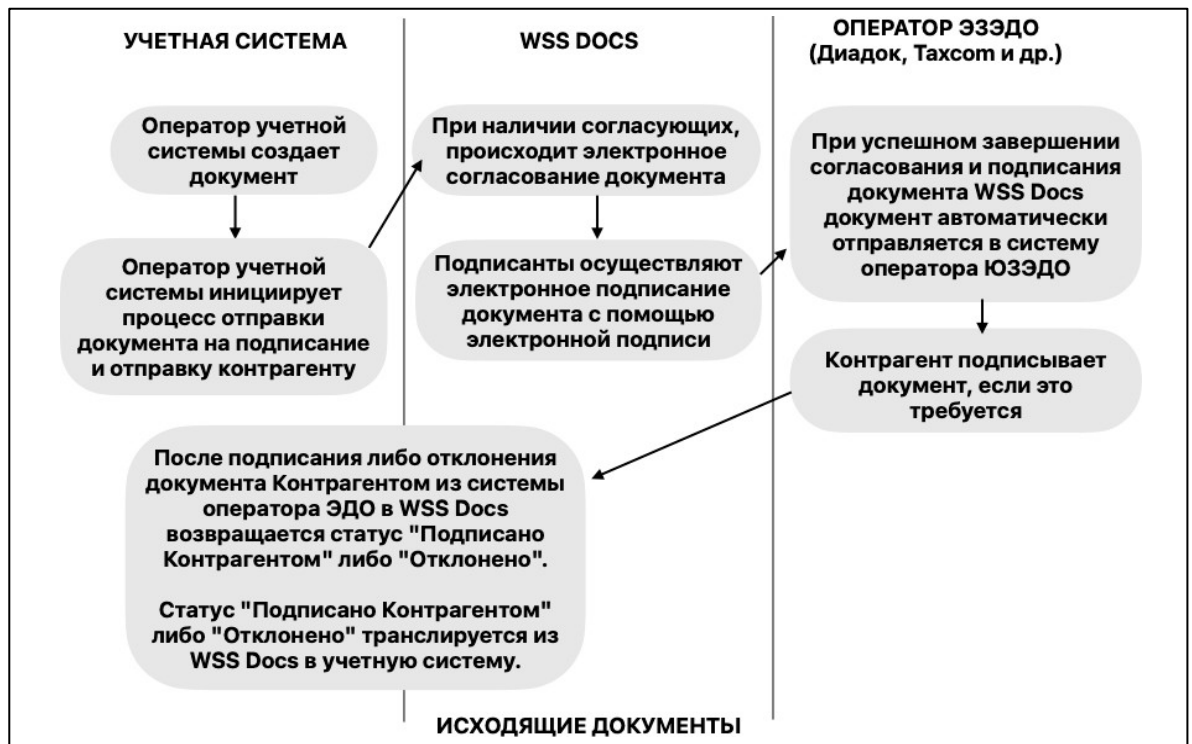 УЧЕТНАЯ СИСТЕМА
WSS DOCS
ОПЕРАТОР ЭЗЭДО
(Диадок, Taxcom и др.)
Оператор учетной
системы создает
документ
Оператор учетной
системы инициирует
процесс отправки
документа на подписание
и отправку контрагенту
При наличии согласующих,
происходит электронное
согласование документа
Подписанты осуществляют
электронное подписание
документа с помощью
электронной подписи
При успешном завершении
согласования и подписания
документа WSS Docs
документ автоматически
отправляется в систему
оператора ЮЗЭДО
Контрагент подписывает
документ, если это
требуется
После подписания либо отклонения
документа Контрагентом из системы
оператора ЭДО в WSS Docs
возвращается статус "Подписано
Контрагентом" либо "Отклонено".
Статус "Подписано Контрагентом"
либо "Отклонено" транслируется из
WSS Docs в учетную систему.
ИСХОДЯЩИЕ ДОКУМЕНТЫ